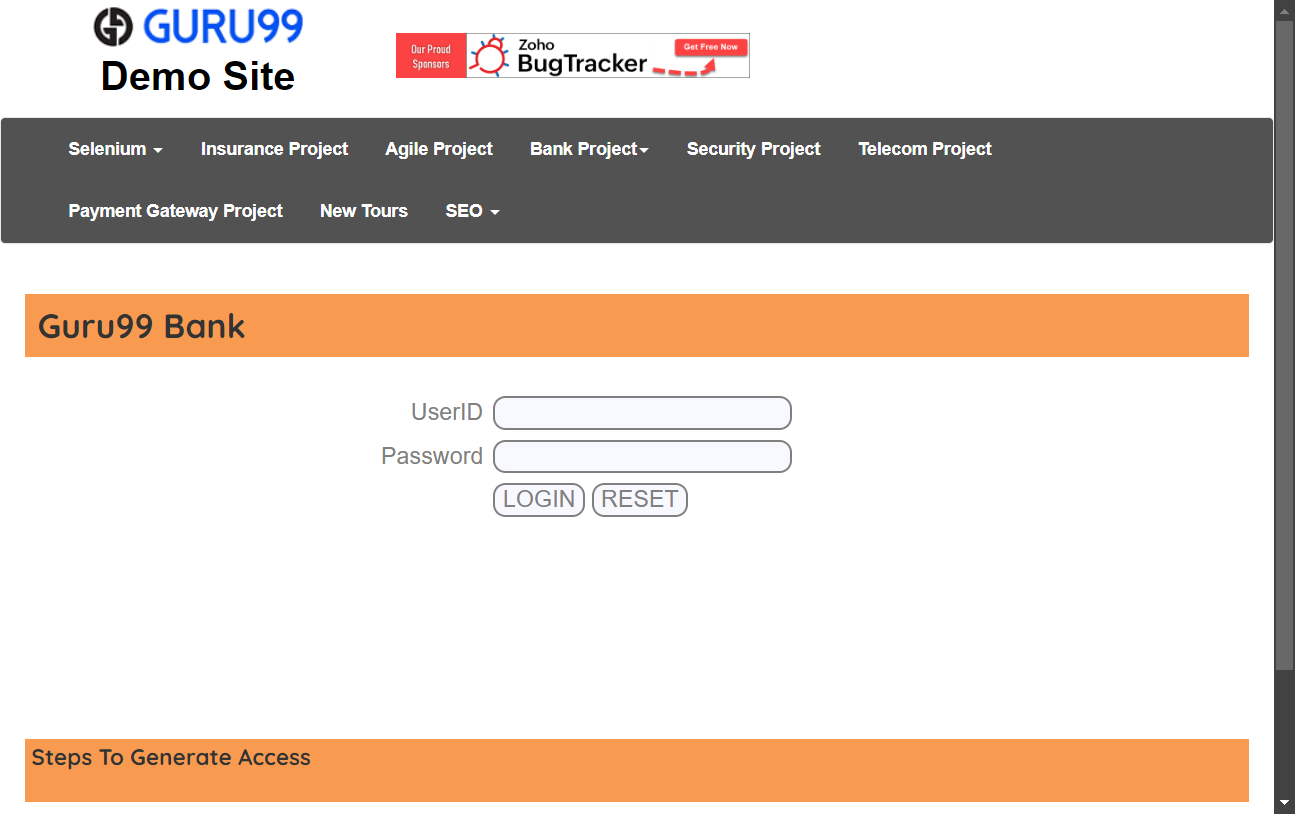 GURU99
Demo Site
Our Proud
Sponsors
Zoho
BugTracker
Get Free Now
Selenium
Insurance Project
Agile Project
Bank Project
Security Project
Telecom Project
Payment Gateway Project
New Tours
SEO
Guru99 Bank
UserID
Password
LOGIN
RESET
Steps To Generate Access